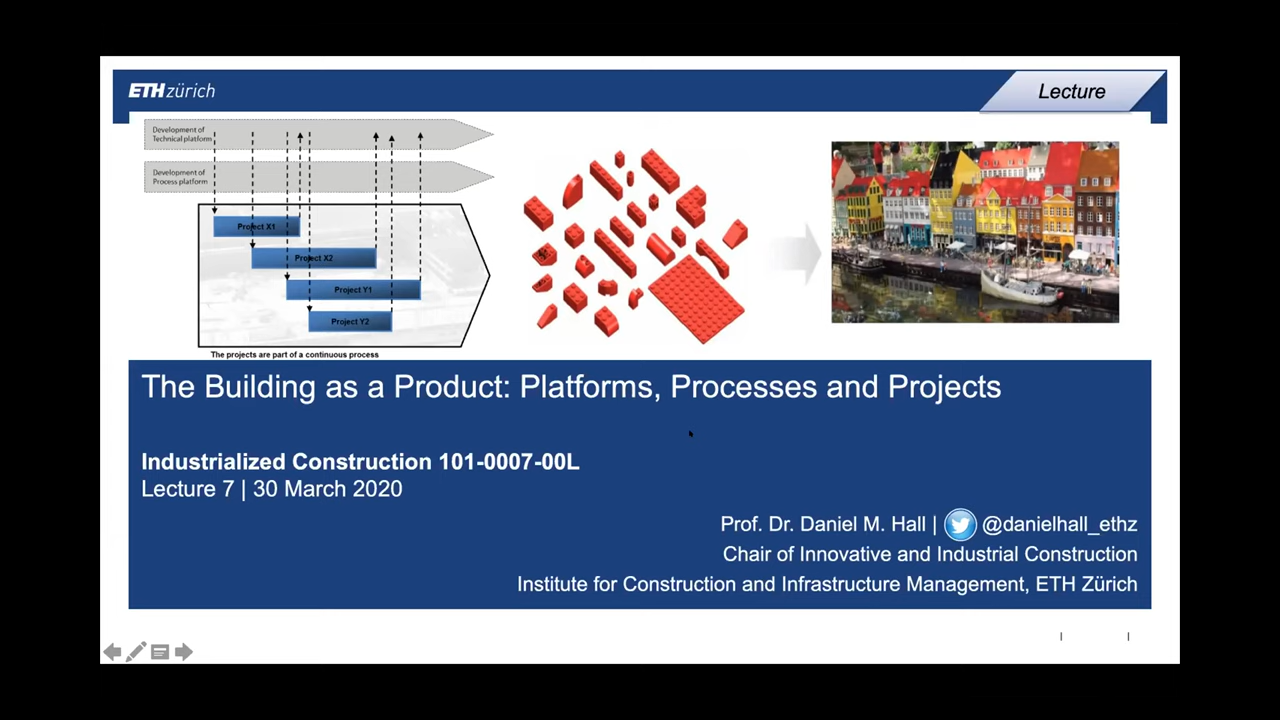 ETH zürich
Lecture
Development of
Technical platform
Development of
Process platform
Project X1
Project X2
Project Y1
Project Y2
The projects are part of a continuous process
The Building as a Product: Platforms, Processes and Projects
Industrialized Construction 101-0007-00L
Lecture 7 | 30 March 2020
Prof. Dr. Daniel M. Hall | @danielhall_ethz
Chair of Innovative and Industrial Construction
Institute for Construction and Infrastructure Management, ETH Zürich